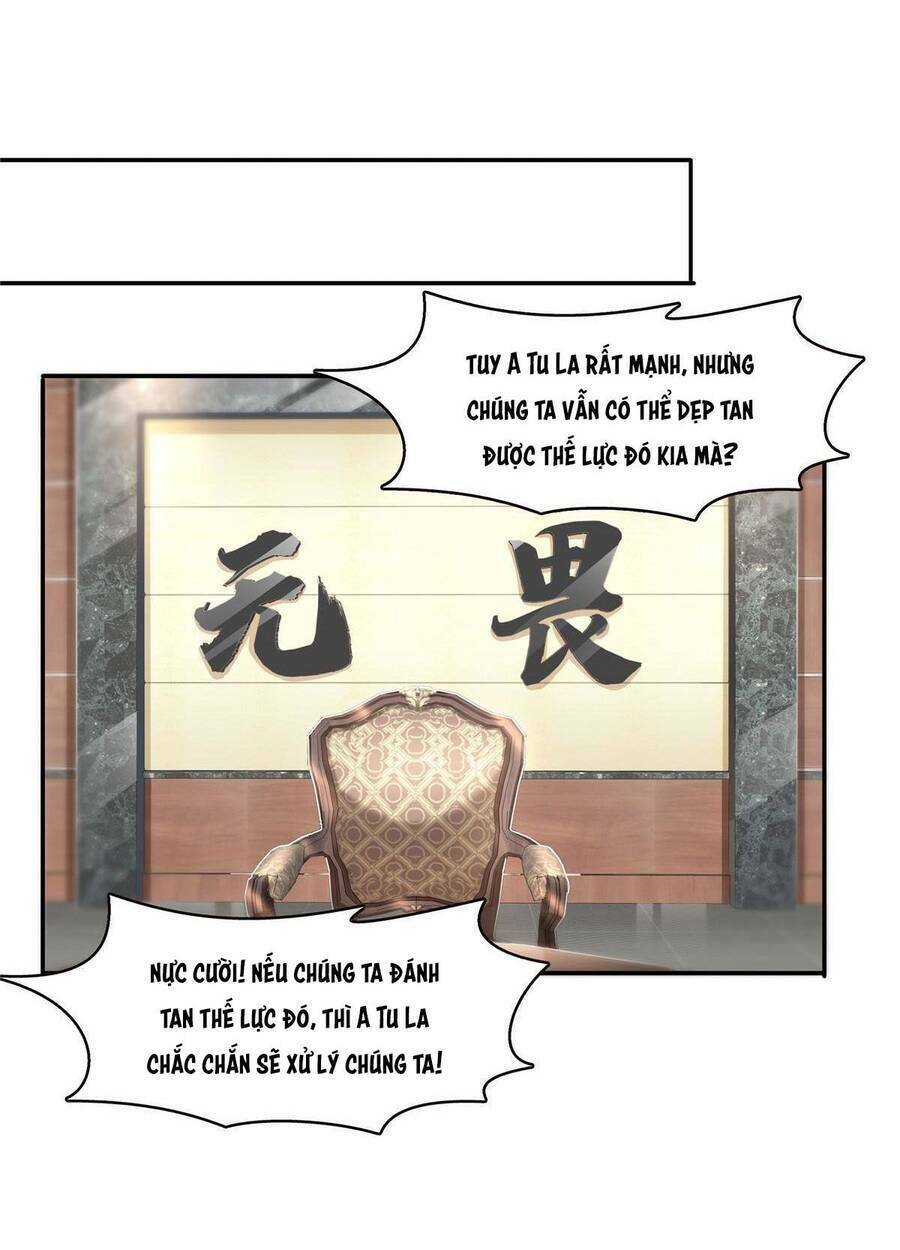 TUY A TU LA RẤT MẠNH, NHƯNG
CHÚNG TA VẪN CÓ THỂ DẸP TAN
ĐƯỢC THẾ LỰC ĐÓ KIA MÀ?
无畏
NỰC CƯỜI! NẾU CHÚNG TA ĐÁNH
TAN THẾ LỰC ĐÓ, THÌ A TU LA
CHẮC CHẮN SẼ XỬ LÝ CHÚNG TA!